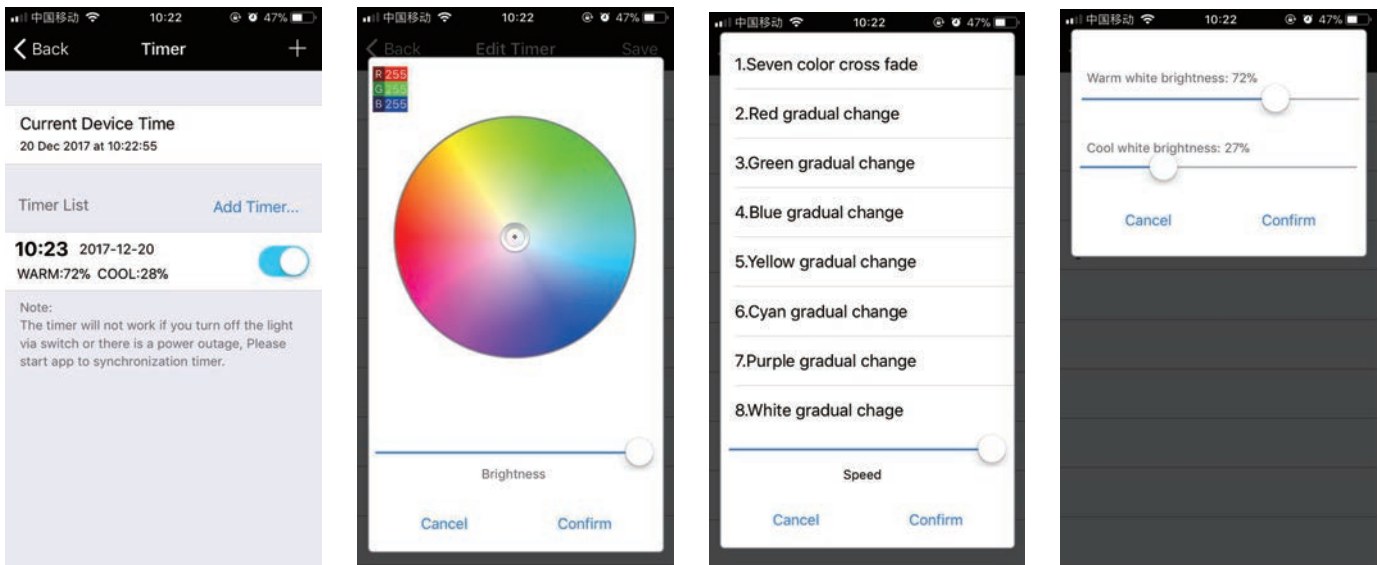 中国移动 10:22 47%
Back Timer +
Current Device Time
20 Dec 2017 at 10:22:55
Timer List Add Timer...
10:23 2017-12-20
WARM:72% COOL:28%
Note:
The timer will not work if you turn off the light
via switch or there is a power outage, Please
start app to synchronization timer.
中国移动 10:22 47%
Back Edit Timer Save
R 255
G 255
B 255
Brightness
Cancel Confirm
中国移动 10:22 47%
1.Seven color cross fade
2.Red gradual change
3.Green gradual change
4.Blue gradual change
5.Yellow gradual change
6.Cyan gradual change
7.Purple gradual change
8.White gradual chage
Speed
Cancel Confirm
中国移动 10:22 47%
Warm white brightness: 72%
Cool white brightness: 27%
Cancel Confirm